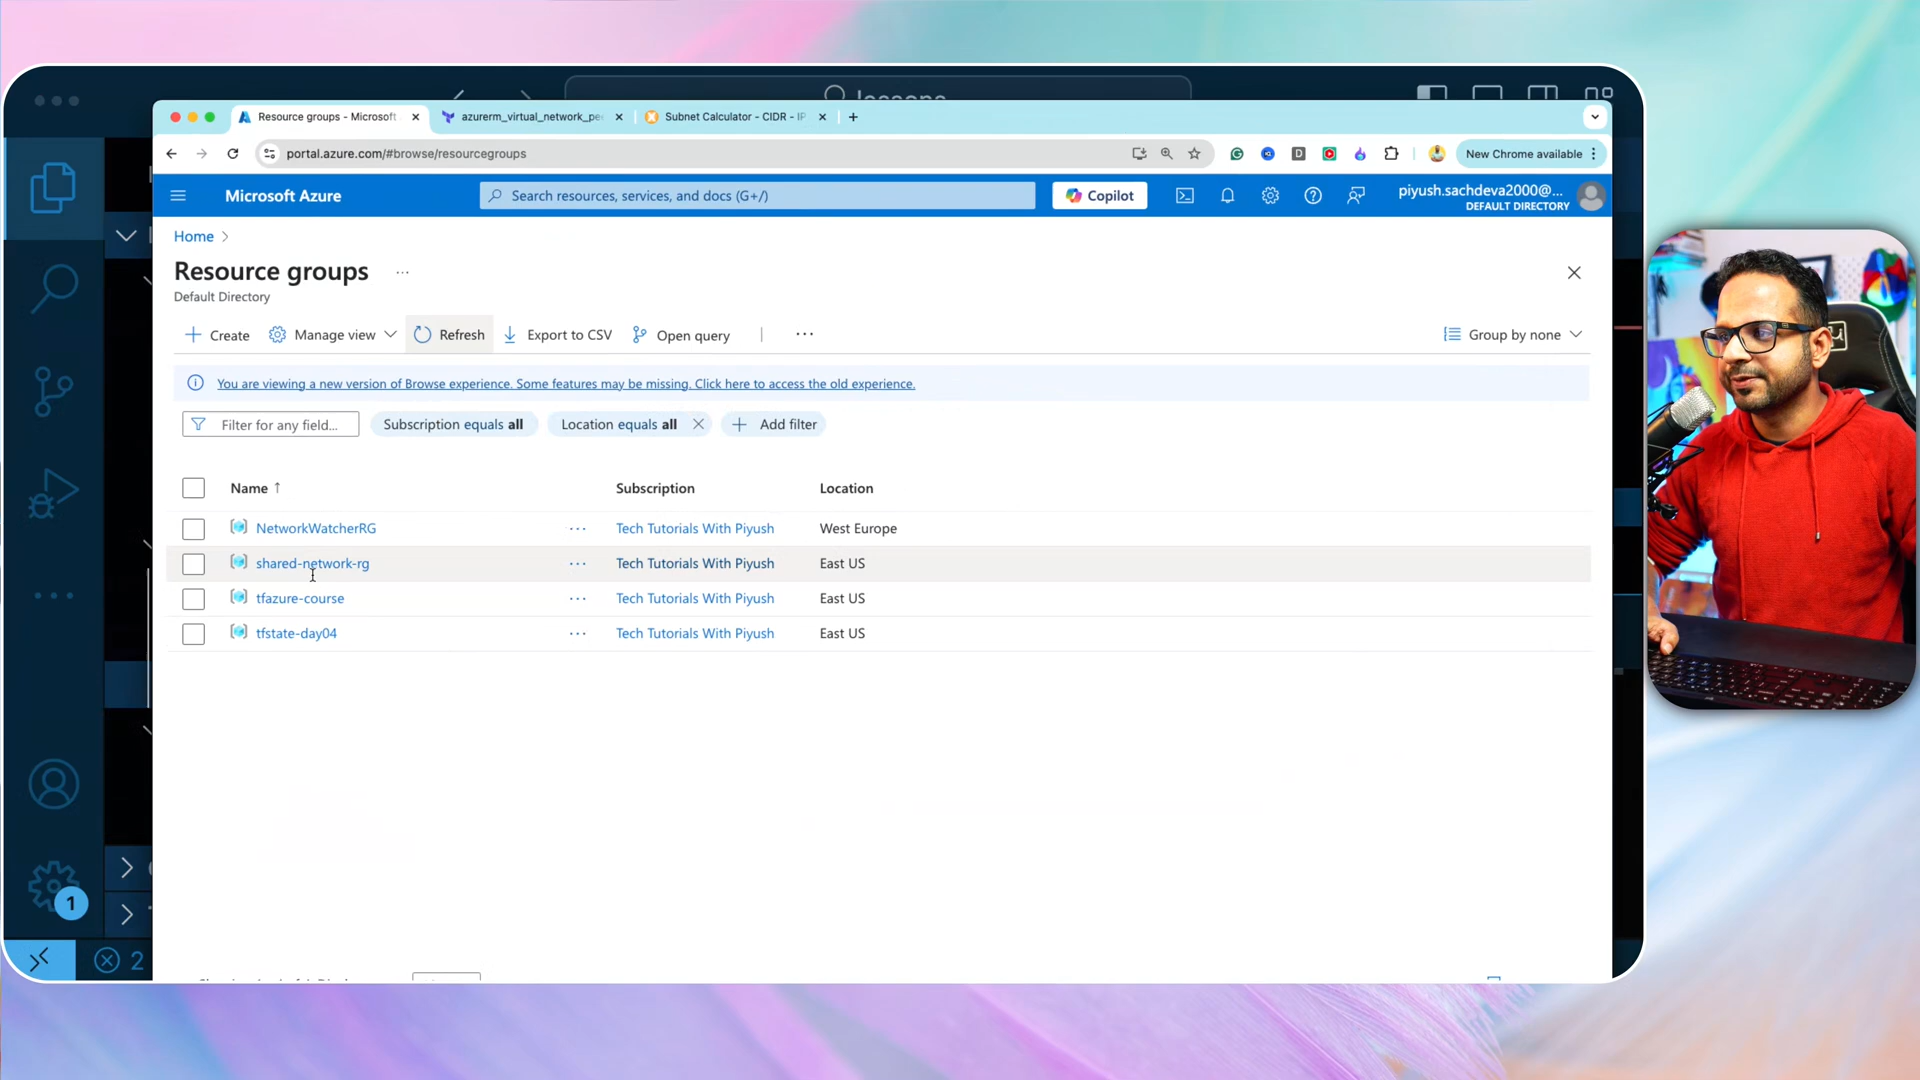 Resource groups - Microsoft
azurerm_virtual_network_pe
Subnet Calculator - CIDR - IP
portal.azure.com/#browse/resourcegroups
New Chrome available
Microsoft Azure
Search resources, services, and docs (G+/)
Copilot
piyush.sachdeva2000@...
DEFAULT DIRECTORY
Home
Resource groups
Default Directory
Create
Manage view
Refresh
Export to CSV
Open query
Group by none
You are viewing a new version of Browse experience. Some features may be missing. Click here to access the old experience.
Filter for any field...
Subscription equals all
Location equals all
Add filter
Name ↑
Subscription
Location
NetworkWatcherRG
Tech Tutorials With Piyush
West Europe
shared-network-rg
Tech Tutorials With Piyush
East US
tfazure-course
Tech Tutorials With Piyush
East US
tfstate-day04
Tech Tutorials With Piyush
East US
1
2